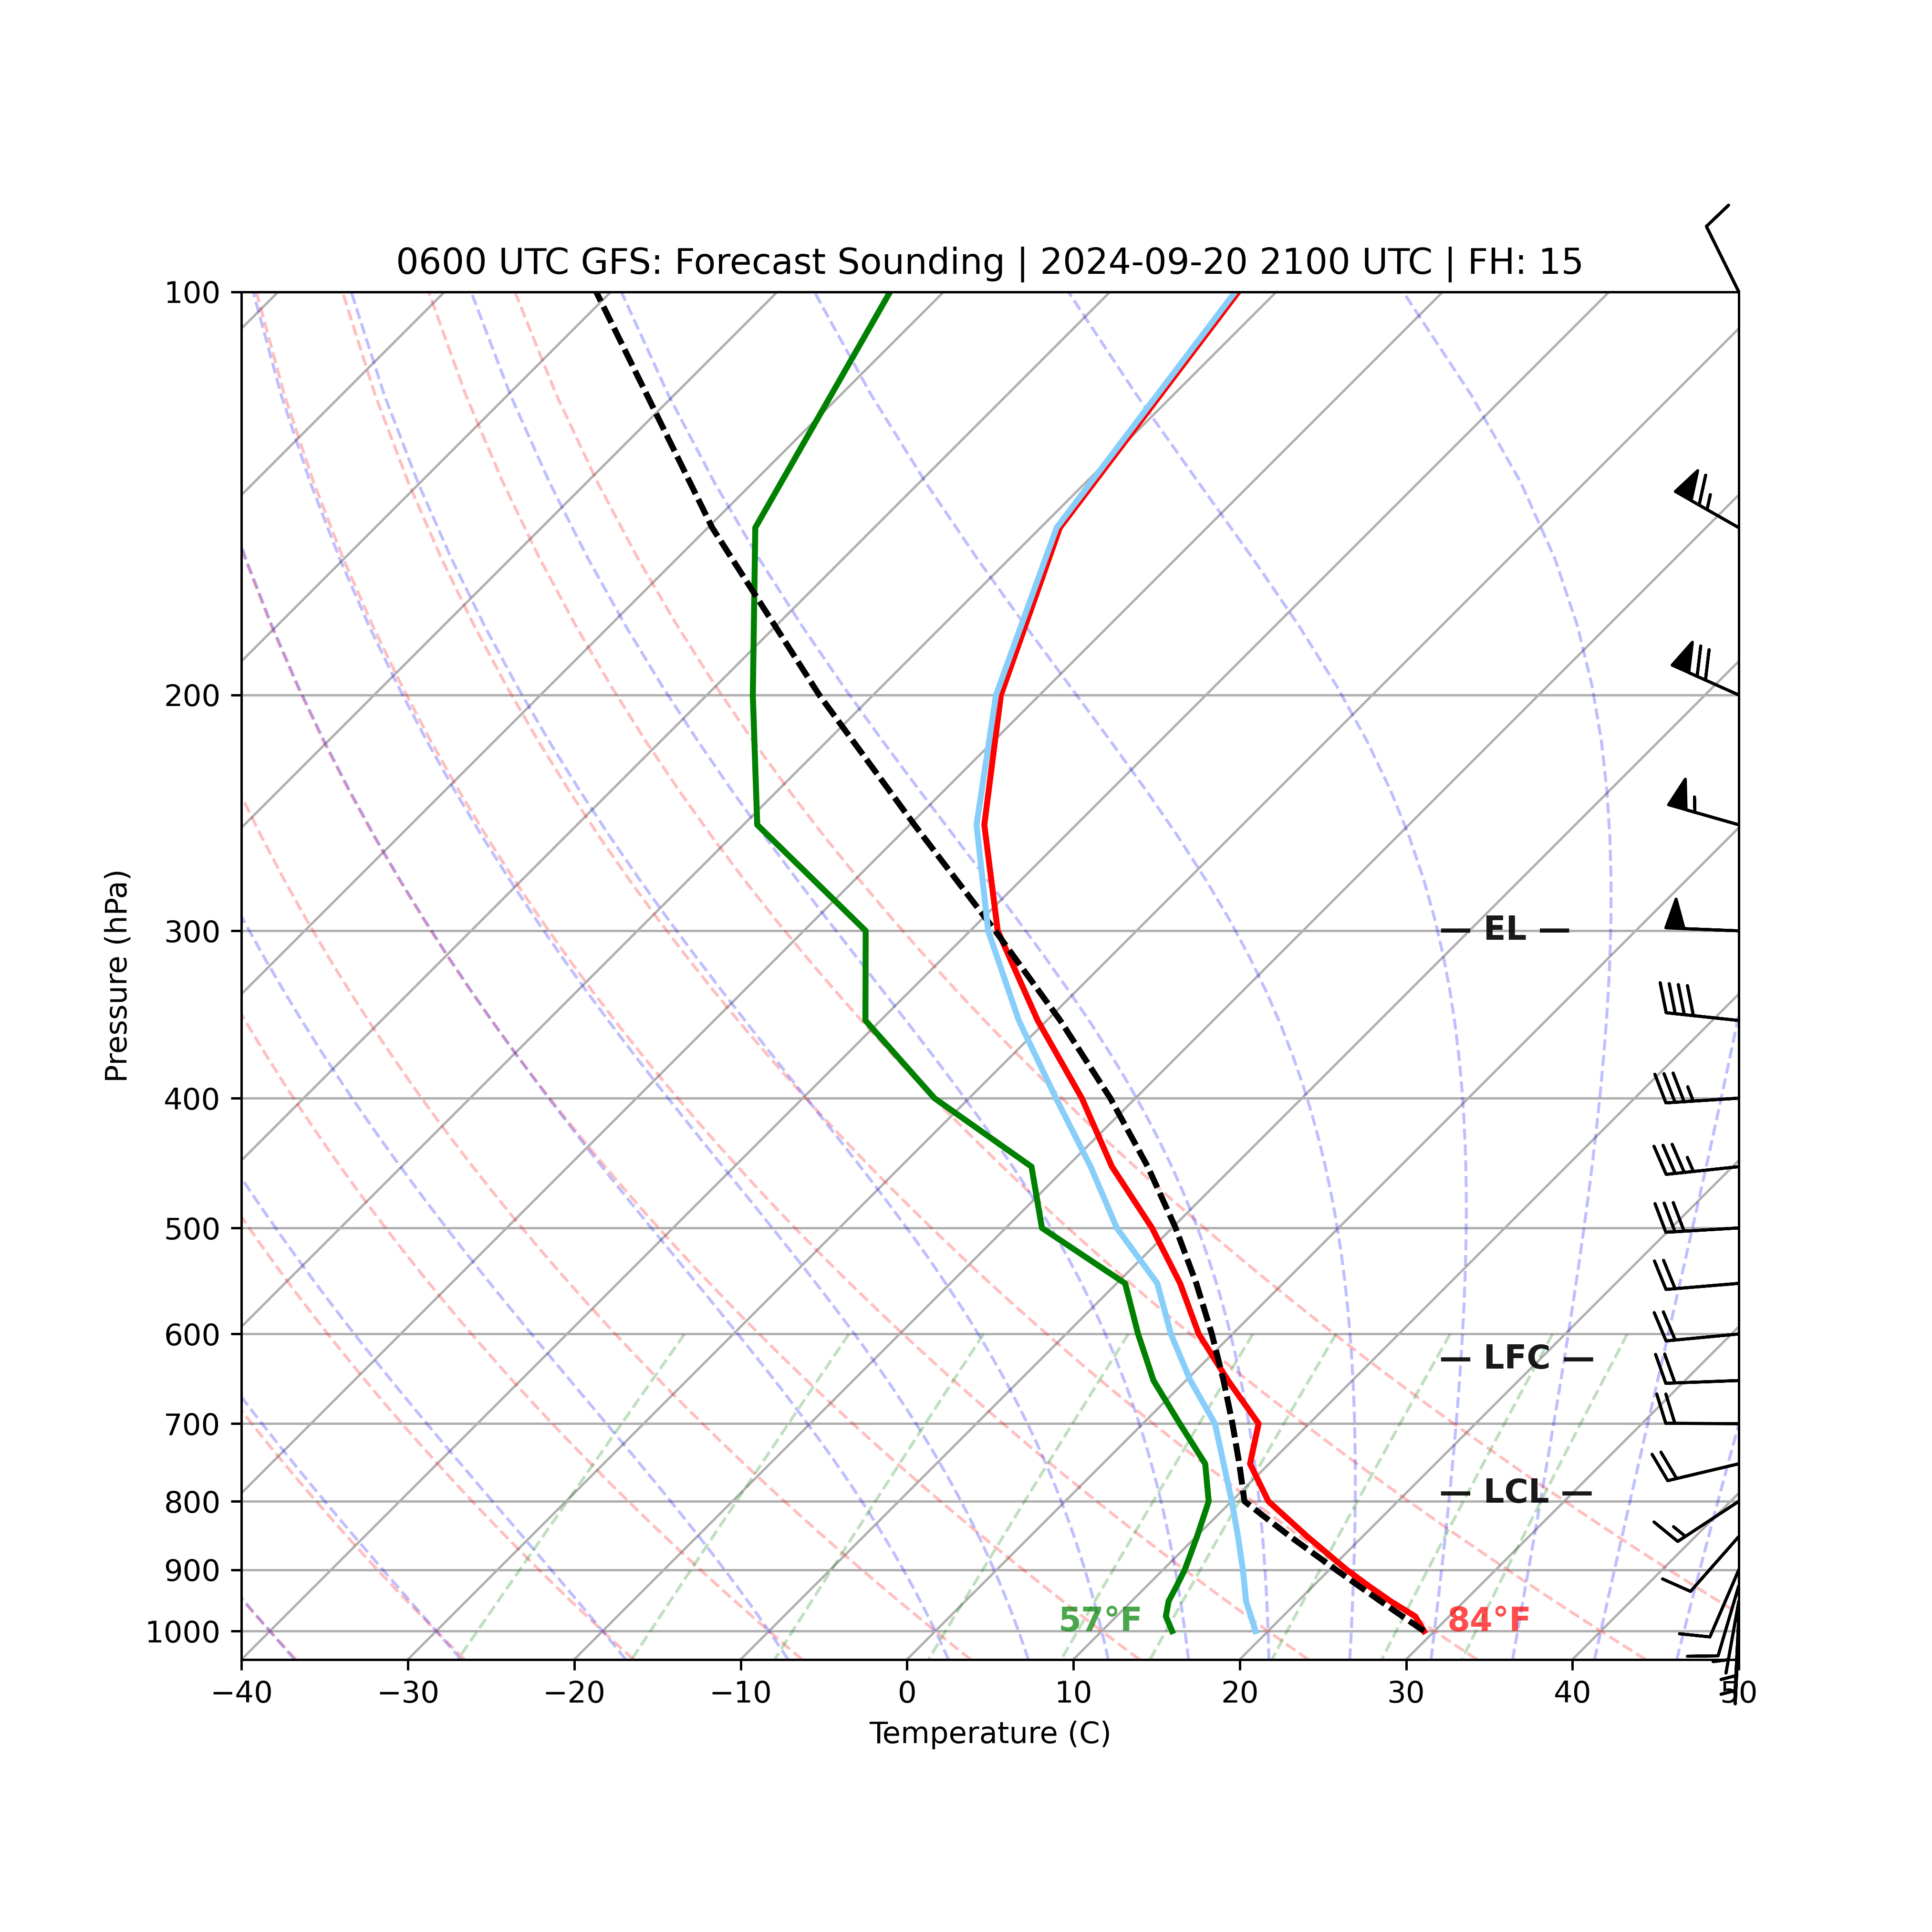 0600 UTC GFS: Forecast Sounding | 2024-09-20 2100 UTC | FH: 15
100
200
300
400
500
600
700
800
900
1000
Pressure (hPa)
— EL —
— LFC —
— LCL —
57°F
84°F
−40 −30 −20 −10 0 10 20 30 40 50
Temperature (C)